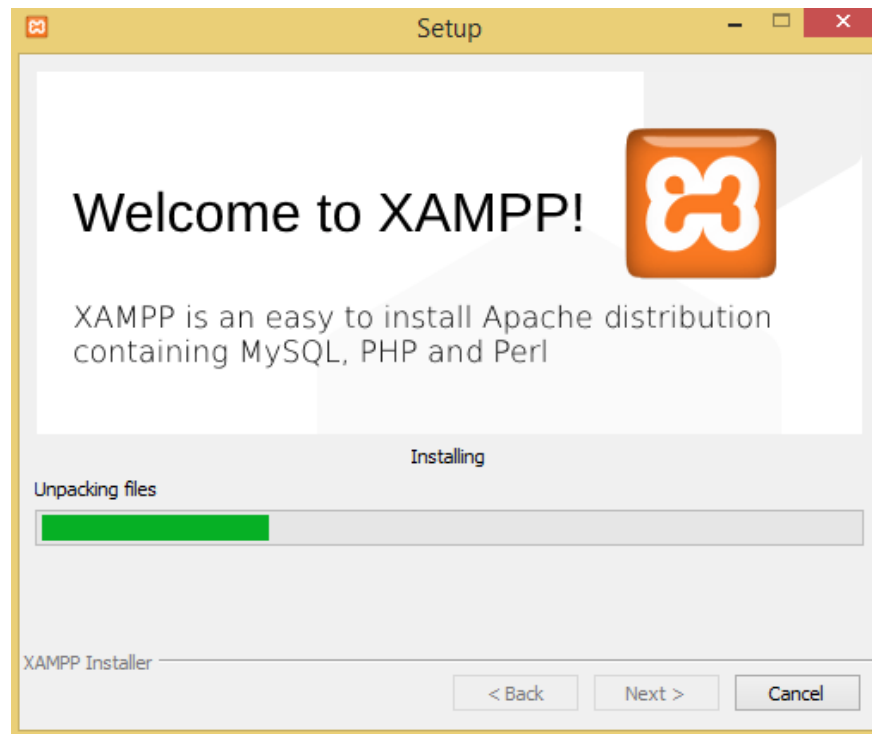 Setup
Welcome to XAMPP!
XAMPP is an easy to install Apache distribution
containing MySQL, PHP and Perl
Installing
Unpacking files
XAMPP Installer
< Back
Next >
Cancel